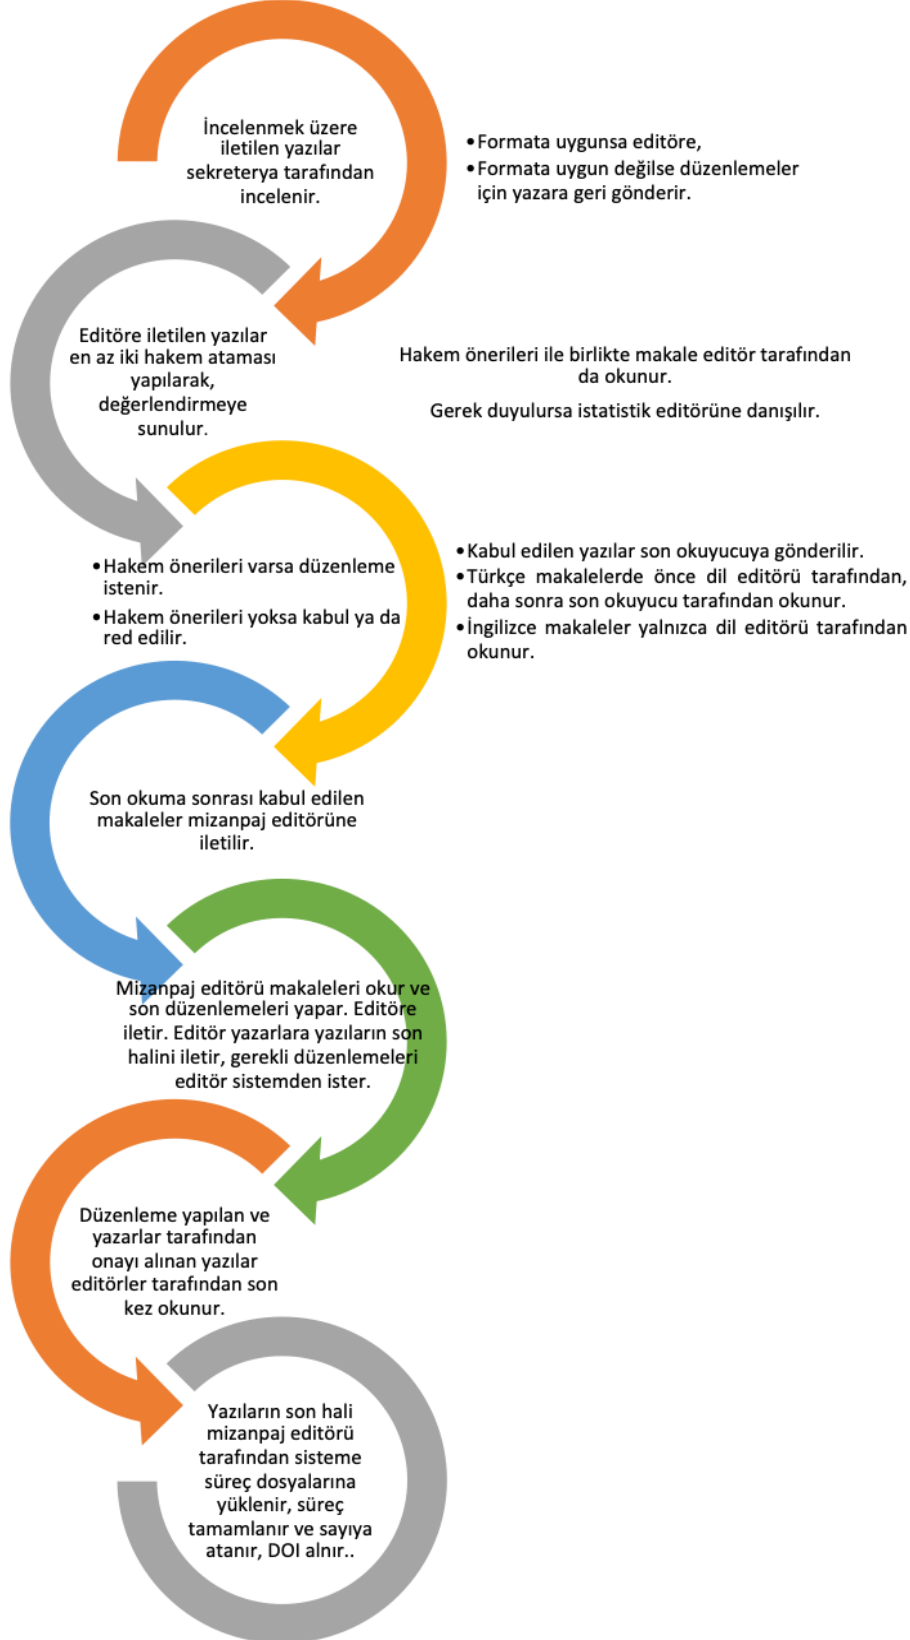 İncelenmek üzere
iletilen yazılar
sekreterya tarafından
incelenir.
•Formata uygunsa editöre,
•Formata uygun değilse düzenlemeler
için yazara geri gönderir.
Editöre iletilen yazılar
en az iki hakem ataması
yapılarak,
değerlendirmeye
sunulur.
Hakem önerileri ile birlikte makale editör tarafından
da okunur.
Gerek duyulursa istatistik editörüne danışılır.
•Hakem önerileri varsa düzenleme
istenir.
•Hakem önerileri yoksa kabul ya da
red edilir.
•Kabul edilen yazılar son okuyucuya gönderilir.
•Türkçe makalelerde önce dil editörü tarafından,
daha sonra son okuyucu tarafından okunur.
•İngilizce makaleler yalnızca dil editörü tarafından
okunur.
Son okuma sonrası kabul edilen
makaleler mizanpaj editörüne
iletilir.
Mizanpaj editörü makaleleri okur ve
son düzenlemeleri yapar. Editöre
iletir. Editör yazarlara yazıların son
halini iletir, gerekli düzenlemeleri
editör sistemden ister.
Düzenleme yapılan ve
yazarlar tarafından
onayı alınan yazılar
editörler tarafından son
kez okunur.
Yazıların son hali
mizanpaj editörü
tarafından sisteme
süreç dosyalarına
yüklenir, süreç
tamamlanır ve sayıya
atanır, DOI alnır..